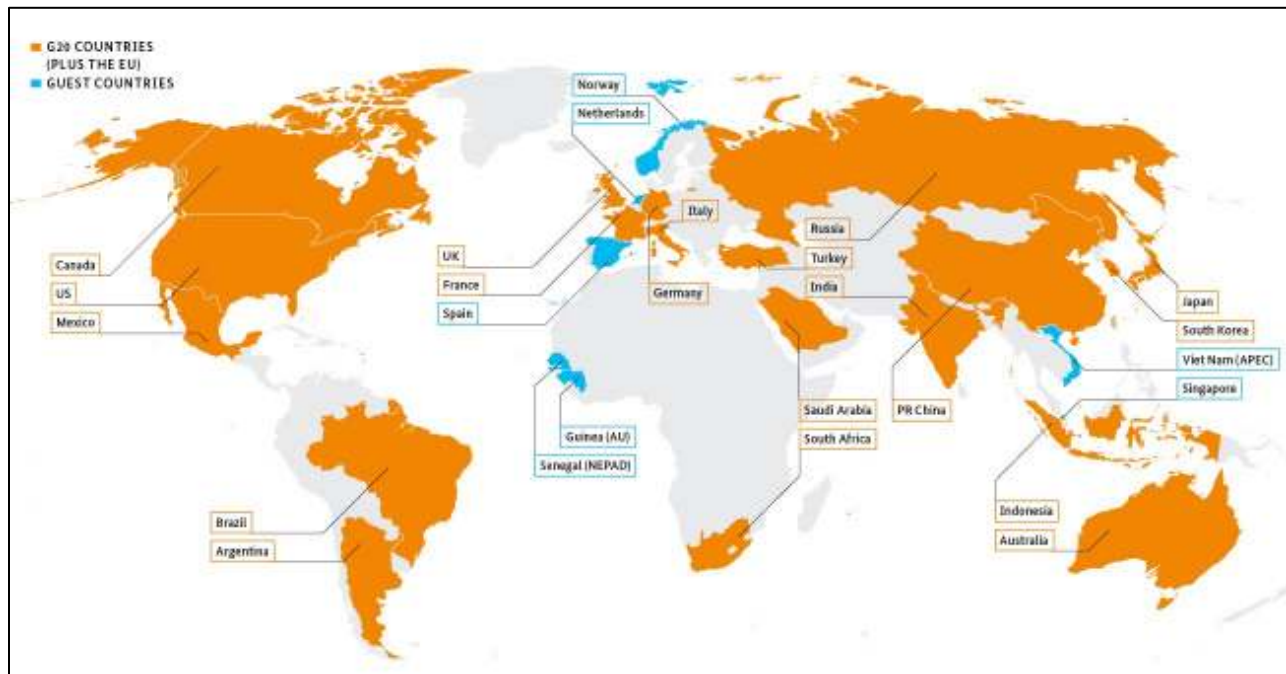 G20 COUNTRIES
(PLUS THE EU)
GUEST COUNTRIES
Norway
Netherlands
Italy
Canada
US
Mexico
UK
France
Spain
Germany
Russia
Turkey
India
Japan
South Korea
Viet Nam (APEC)
Singapore
Saudi Arabia
South Africa
PR China
Guinea (AU)
Senegal (NEPAD)
Brazil
Argentina
Indonesia
Australia